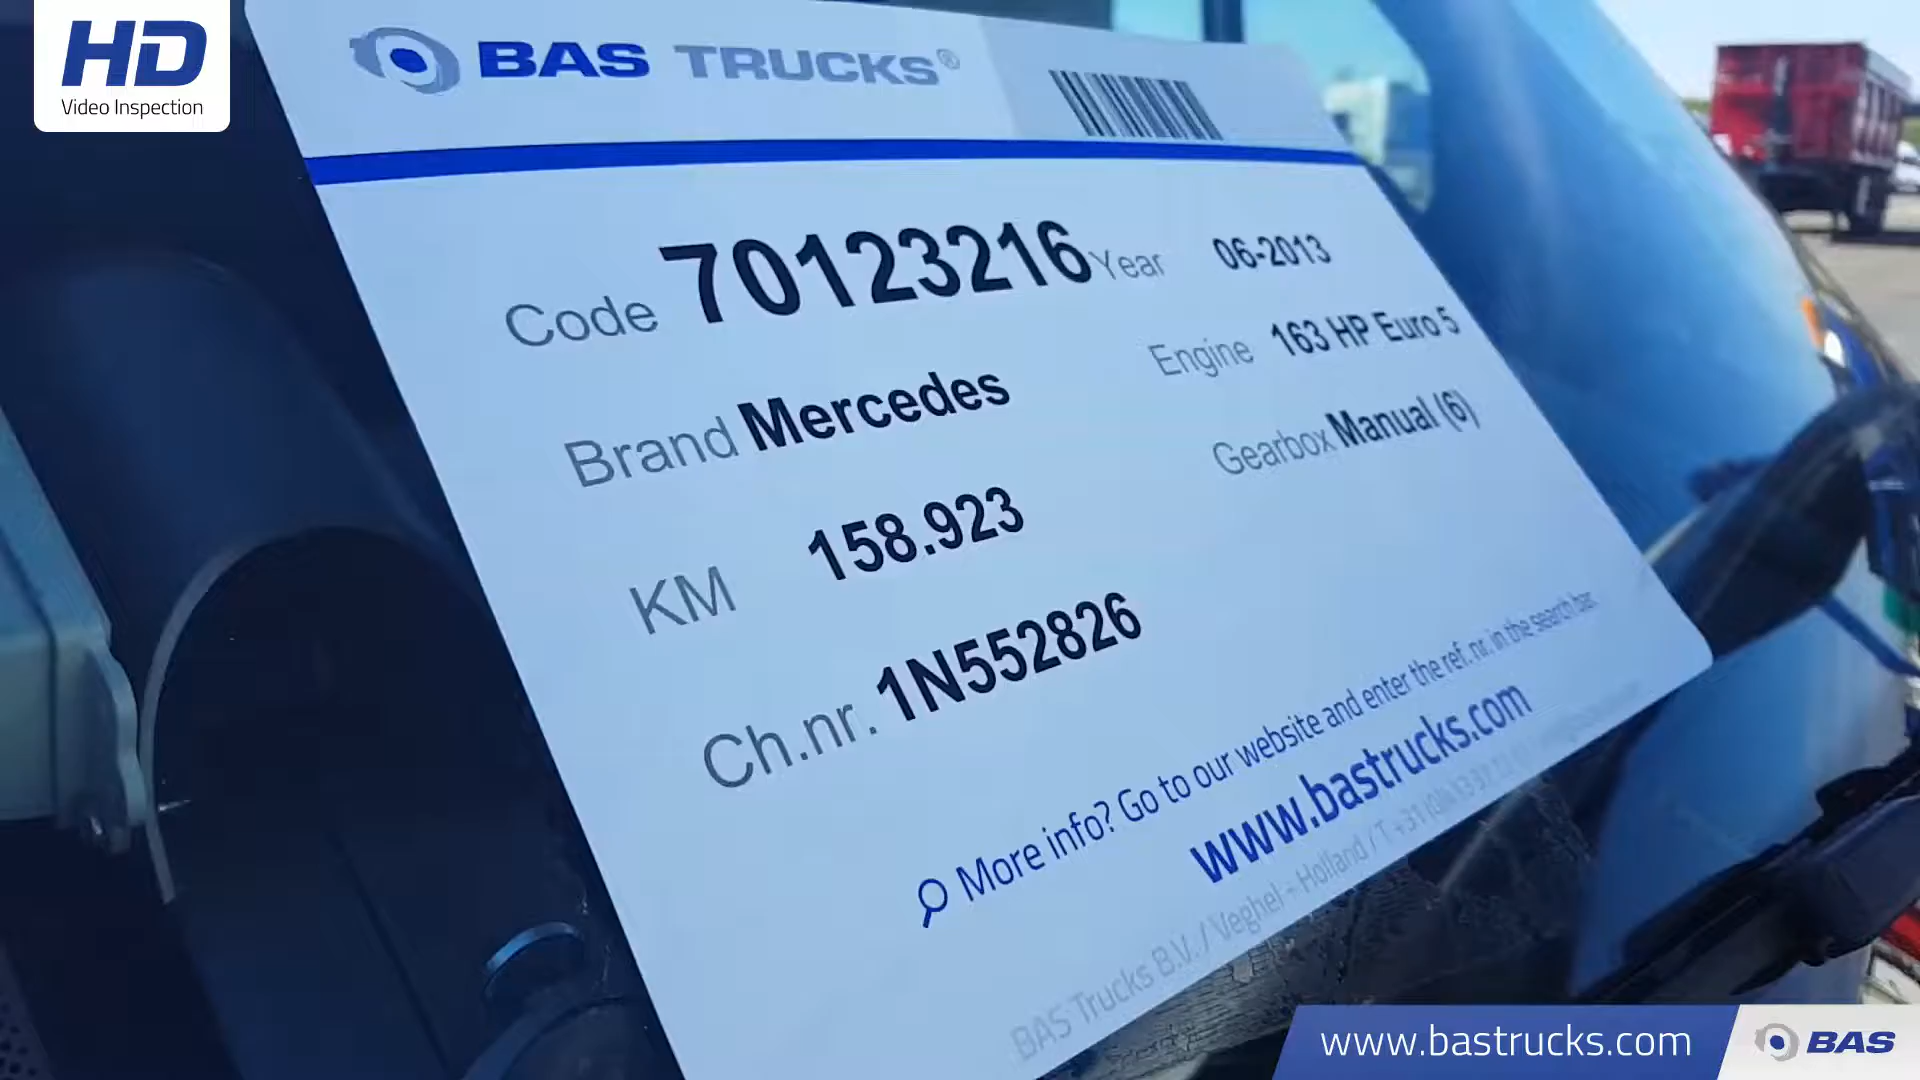 HD
Video Inspection
BAS TRUCKS®
Code 70123216
Year 06-2013
Brand Mercedes
Engine 163 HP Euro 5
KM 158.923
Gearbox Manual (6)
Ch.nr. 1N552826
More info? Go to our website and enter the ref. nr. in the search bar.
www.bastrucks.com
BAS Trucks B.V. / Veghel - Holland / T +31 (0)
www.bastrucks.com
BAS